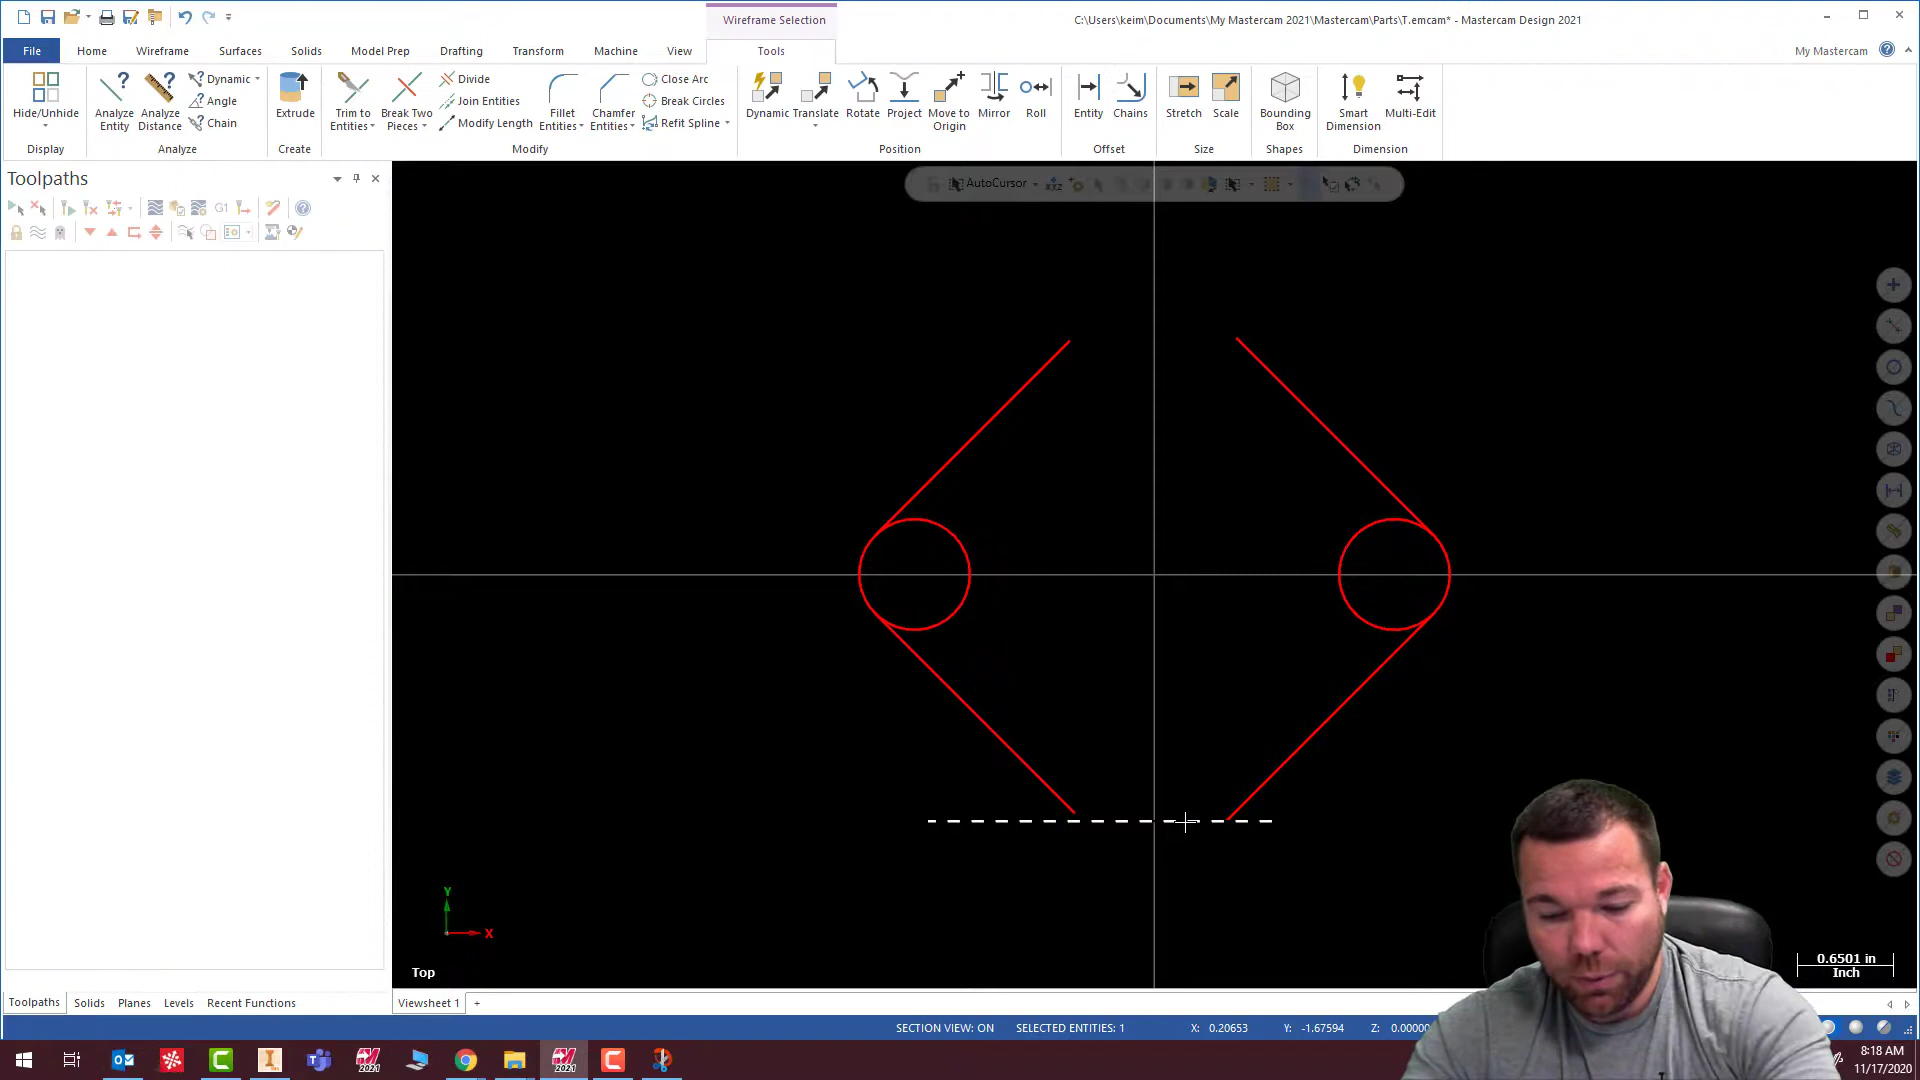 Wireframe Selection
C:\Users\keim\Documents\My Mastercam 2021\Mastercam\Parts\T.emcam* - Mastercam Design 2021
File Home Wireframe Surfaces Solids Model Prep Drafting Transform Machine View Tools My Mastercam
Hide/Unhide
Display
Analyze Entity
Analyze Distance
Dynamic
Angle
Chain
Analyze
Extrude
Create
Trim to Entities
Break Two Pieces
Divide
Join Entities
Modify Length
Fillet Entities
Chamfer Entities
Close Arc
Break Circles
Refit Spline
Modify
Dynamic
Translate
Rotate
Project
Move to Origin
Mirror
Roll
Position
Entity
Chains
Offset
Stretch
Scale
Size
Bounding Box
Shapes
Smart Dimension
Multi-Edit
Dimension
Toolpaths
G1
AutoCursor
XYZ
Y
X
Top
0.6501 in
Inch
Toolpaths Solids Planes Levels Recent Functions
Viewsheet 1 +
SECTION VIEW: ON SELECTED ENTITIES: 1 X: 0.20653 Y: -1.67594 Z: 0.00000
2021
2021
8:18 AM
11/17/2020